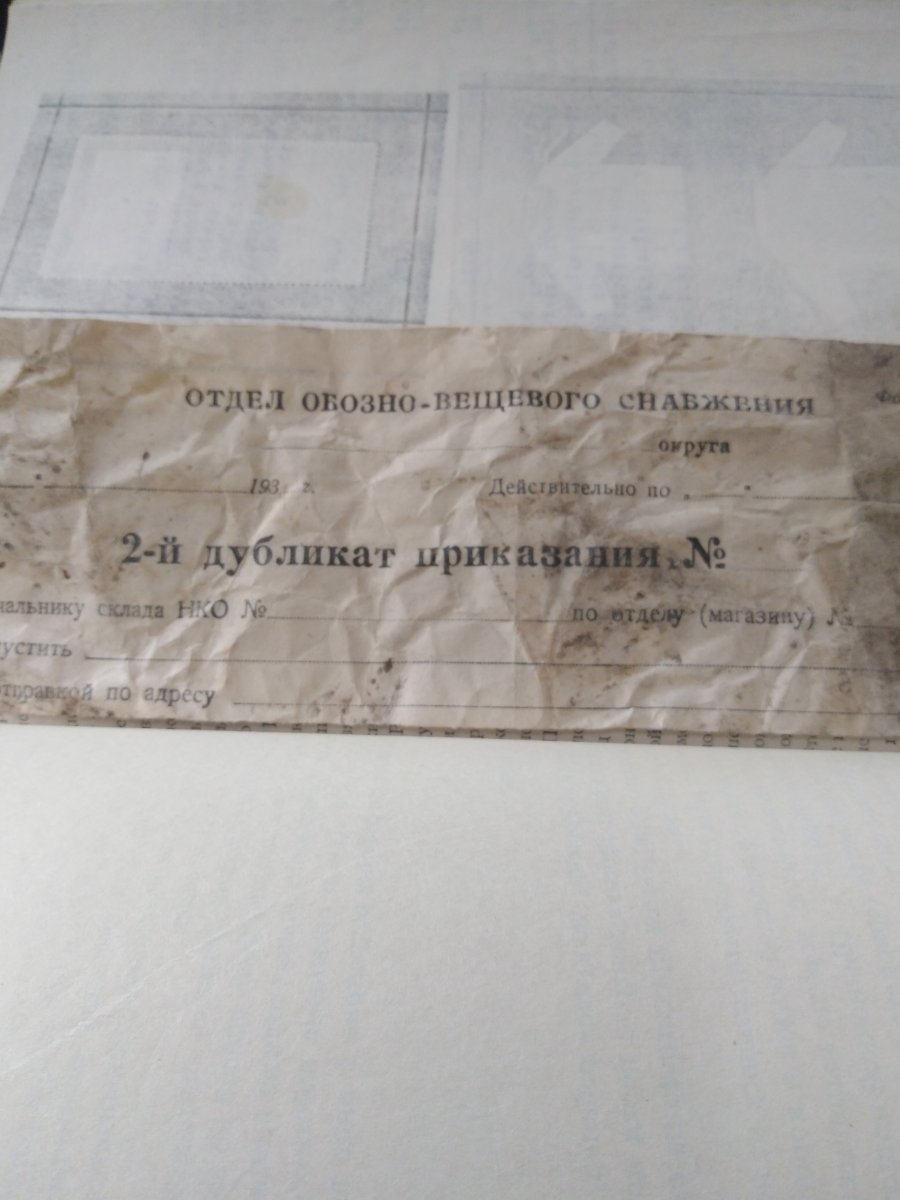 ОТДЕЛ ОБОЗНО-ВЕЩЕВОГО СНАБЖЕНИЯ
округа
193 г. Действительно по „ "
2-й дубликат приказания №
чальнику склада НКО № по отделу (магазину) №
устить
отправкой по адресу